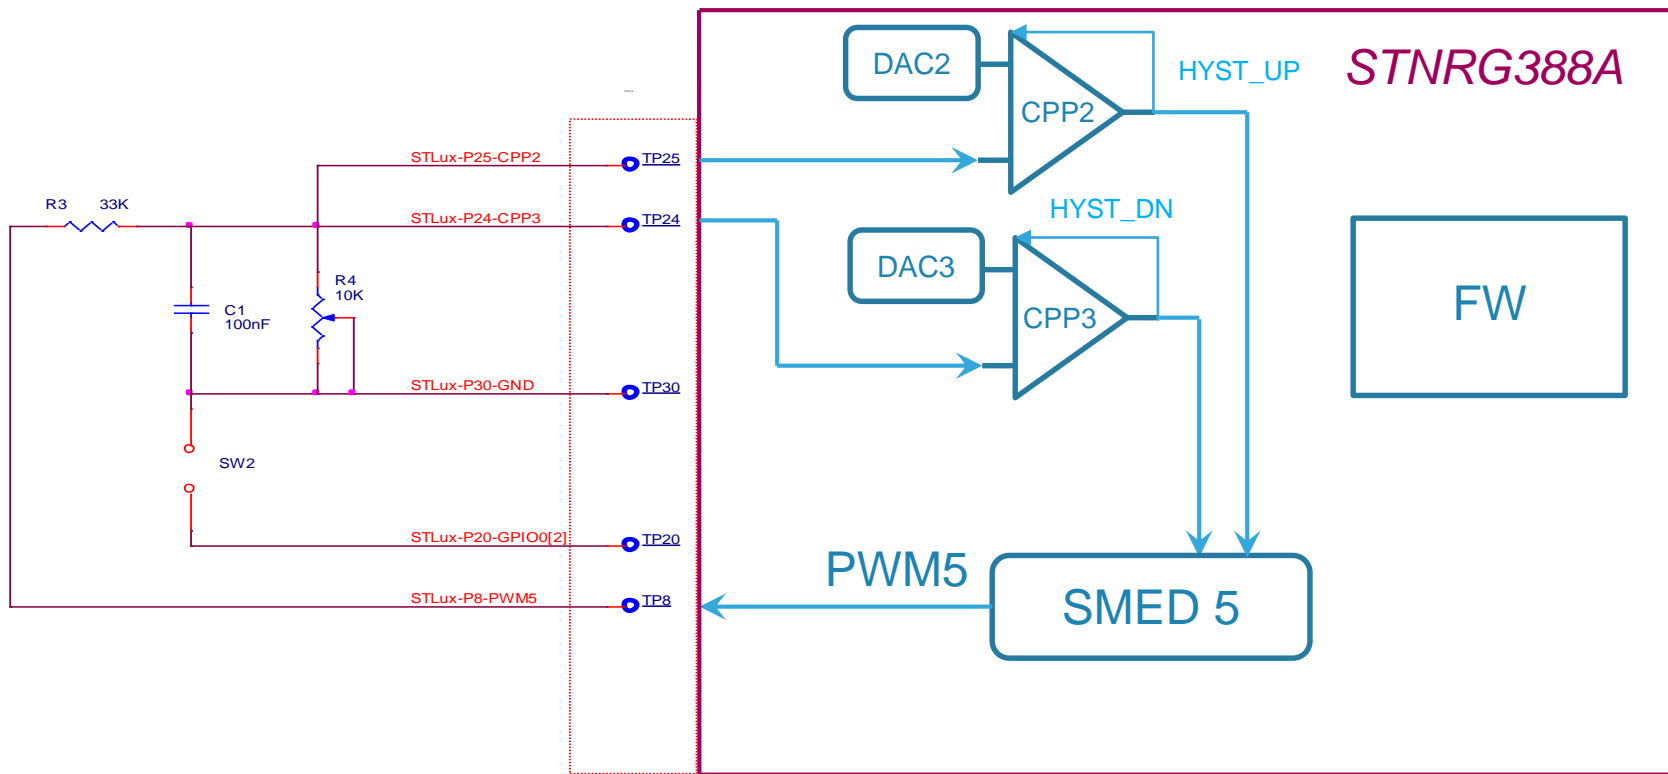 DAC2
HYST_UP
STNRG388A
CPP2
STLux-P25-CPP2
TP25
R3 33K
STLux-P24-CPP3
TP24
HYST_DN
DAC3
R4
10K
C1
100nF
CPP3
FW
STLux-P30-GND
TP30
SW2
STLux-P20-GPIO0[2]
TP20
PWM5
STLux-P8-PWM5
TP8
SMED 5